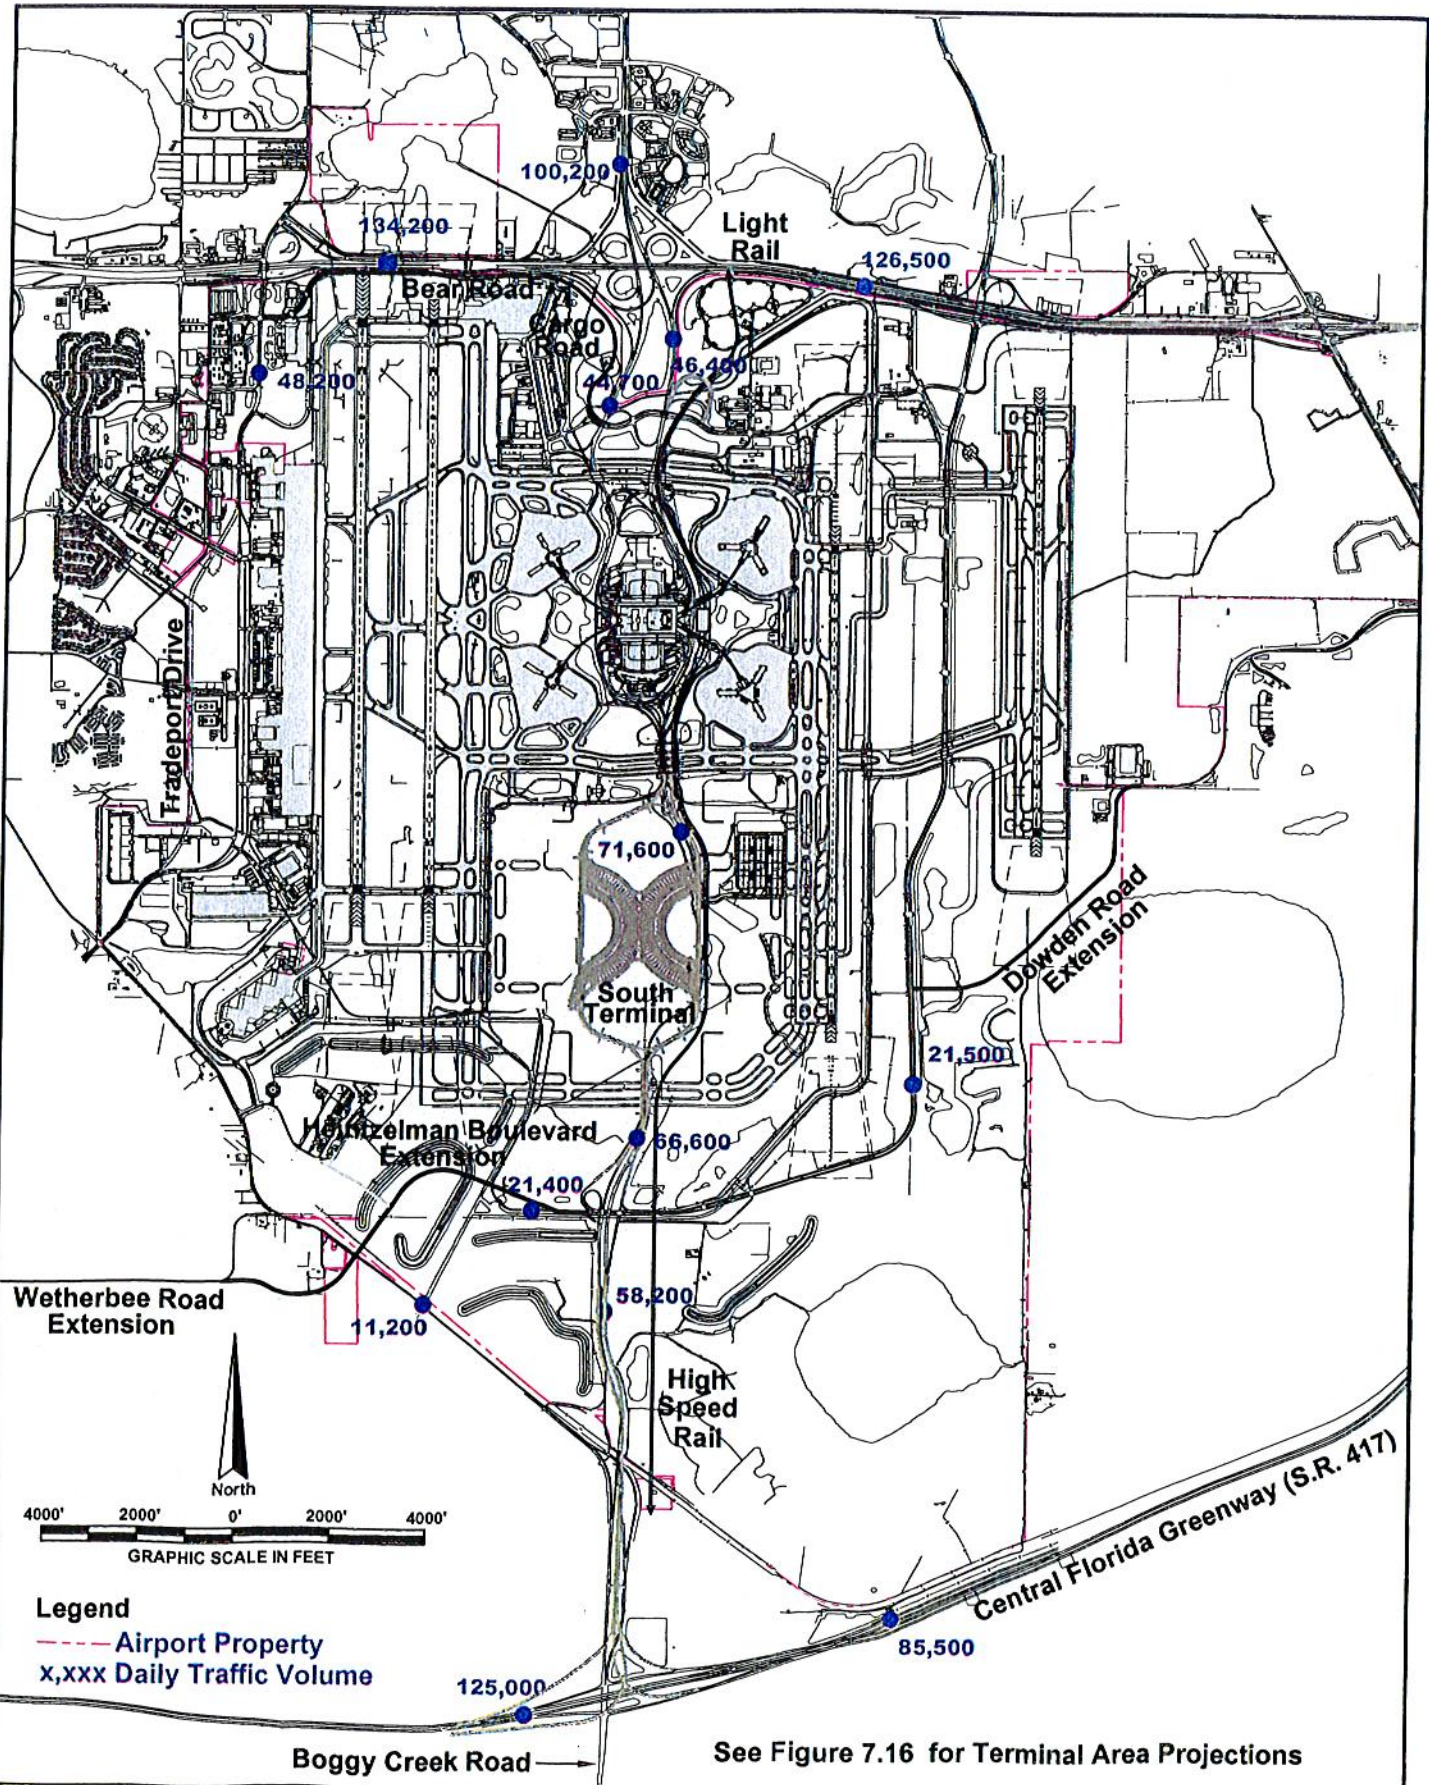 100,200
134,200
Light
Rail
126,500
Bear Road
Cargo
Road
46,400
44,700
48,200
Tradeport Drive
71,600
Dowden Road
Extension
South
Terminal
21,500
Heintzelman Boulevard
Extension
66,600
21,400
Wetherbee Road
Extension
58,200
11,200
High
Speed
Rail
North
4000' 2000' 0' 2000' 4000'
GRAPHIC SCALE IN FEET
Central Florida Greenway (S.R. 417)
Legend
Airport Property
x,xxx Daily Traffic Volume
85,500
125,000
Boggy Creek Road
See Figure 7.16 for Terminal Area Projections